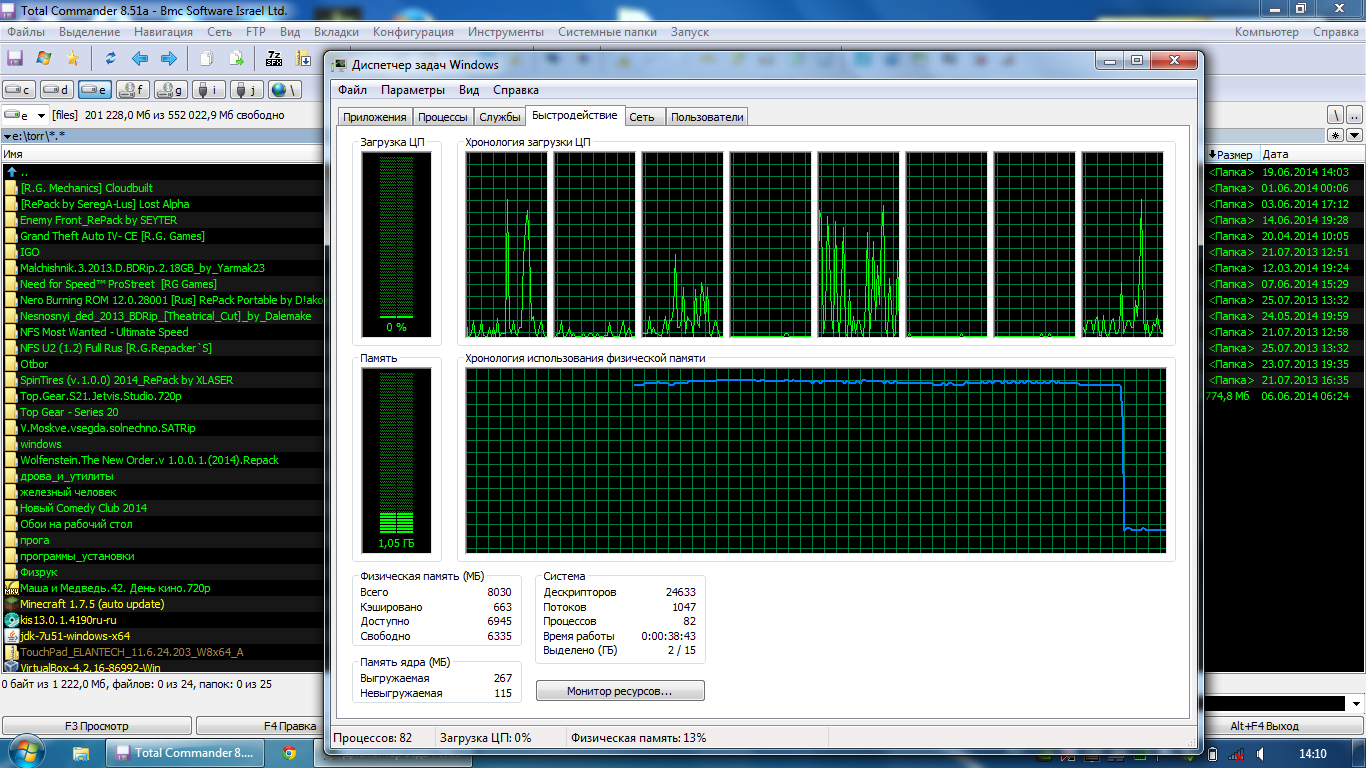 Total Commander 8.51a - Bmc Software Israel Ltd.
Файлы Выделение Навигация Сеть FTP Вид Вкладки Конфигурация Инструменты Системные папки Запуск Компьютер Справка
c d e f g i j \
e [files] 201 228,0 Мб из 552 022,9 Мб свободно \ ..
e:\torr\*.* *
Имя Размер Дата
..
[R.G. Mechanics] Cloudbuilt
[RePack by SeregA-Lus] Lost Alpha
Enemy Front_RePack by SEYTER
Grand Theft Auto IV- CE [R.G. Games]
IGO
Malchishnik.3.2013.D.BDRip.2.18GB_by_Yarmak23
Need for Speed™ ProStreet [RG Games]
Nero Burning ROM 12.0.28001 [Rus] RePack Portable by D!ako
Nesnosnyi_ded_2013_BDRip_[Theatrical_Cut]_by_Dalemake
NFS Most Wanted - Ultimate Speed
NFS U2 (1.2) Full Rus [R.G.Repacker`S]
Otbor
SpinTires (v.1.0.0) 2014_RePack by XLASER
Top.Gear.S21.Jetvis.Studio.720p
Top Gear - Series 20
V.Moskve.vsegda.solnechno.SATRip
windows
Wolfenstein.The New Order.v 1.0.0.1.(2014).Repack
дрова_и_утилиты
железный человек
Новый Comedy Club 2014
Обои на рабочий стол
прога
программы_установки
Физрук
Маша и Медведь.42. День кино.720p
Minecraft 1.7.5 (auto update)
kis13.0.1.4190ru-ru
jdk-7u51-windows-x64
TouchPad_ELANTECH_11.6.24.203_W8x64_A
VirtualBox-4.2.16-86992-Win
0 байт из 1 222,0 Мб, файлов: 0 из 24, папок: 0 из 25
F3 Просмотр F4 Правка Alt+F4 Выход
Диспетчер задач Windows
Файл Параметры Вид Справка
Приложения Процессы Службы Быстродействие Сеть Пользователи
Загрузка ЦП Хронология загрузки ЦП
0 %
Память Хронология использования физической памяти
1,05 ГБ
Физическая память (МБ)
Всего 8030
Кэшировано 663
Доступно 6945
Свободно 6335
Память ядра (МБ)
Выгружаемая 267
Невыгружаемая 115
Система
Дескрипторов 24633
Потоков 1047
Процессов 82
Время работы 0:00:38:43
Выделено (ГБ) 2 / 15
Монитор ресурсов...
Процессов: 82 Загрузка ЦП: 0% Физическая память: 13%
<Папка> 19.06.2014 14:03
<Папка> 01.06.2014 00:06
<Папка> 03.06.2014 17:12
<Папка> 14.06.2014 19:28
<Папка> 20.04.2014 10:05
<Папка> 21.07.2013 12:51
<Папка> 12.03.2014 19:24
<Папка> 07.06.2014 15:29
<Папка> 25.07.2013 13:32
<Папка> 24.05.2014 19:59
<Папка> 21.07.2013 12:58
<Папка> 25.07.2013 13:32
<Папка> 23.07.2013 19:35
<Папка> 21.07.2013 16:35
774,8 Мб 06.06.2014 06:24
Total Commander 8.... 14:10